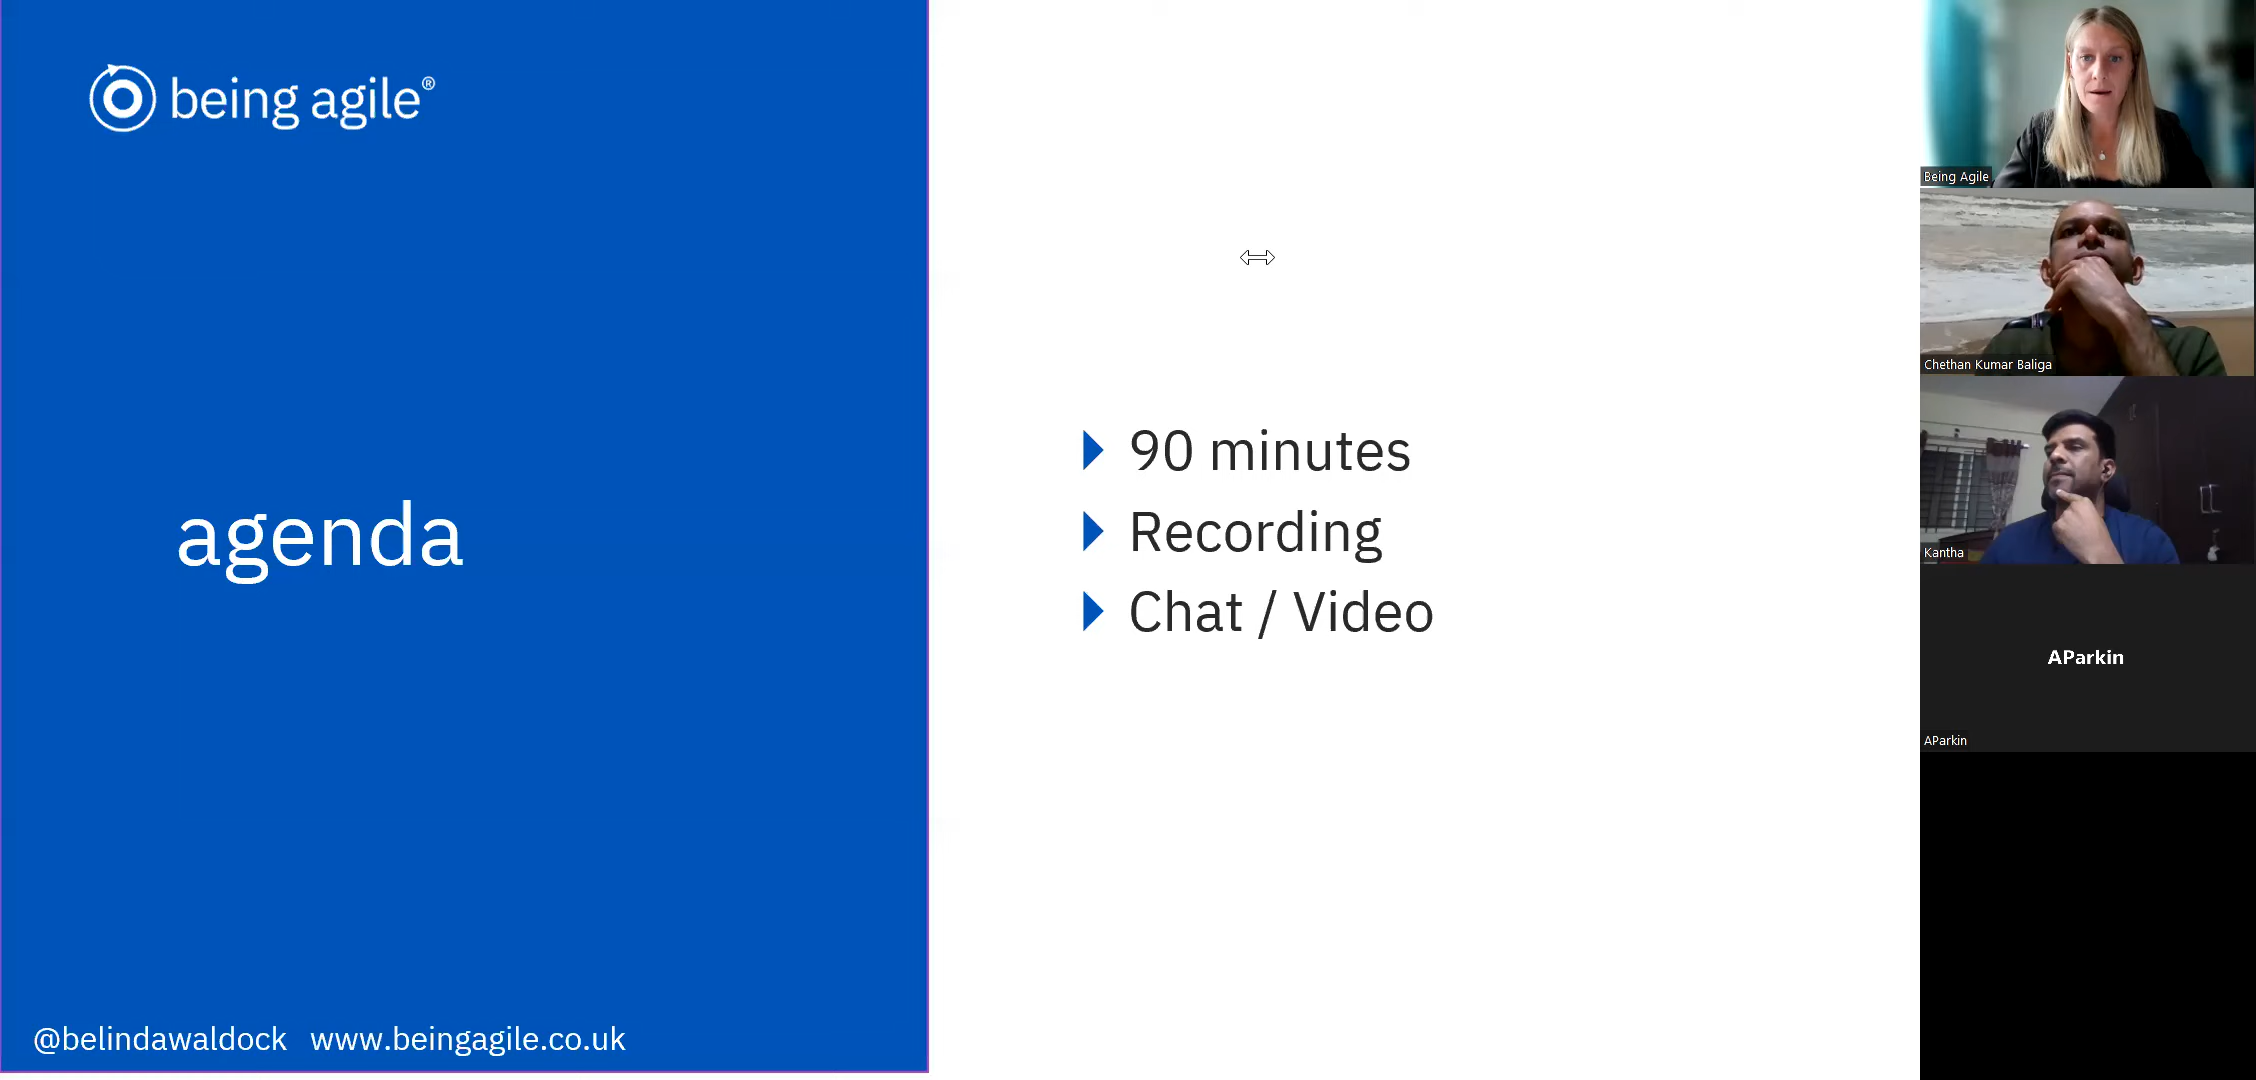 being agile®
agenda
@belindawaldock www.beingagile.co.uk
90 minutes
Recording
Chat / Video
Being Agile
Chethan Kumar Baliga
Kantha
AParkin
AParkin